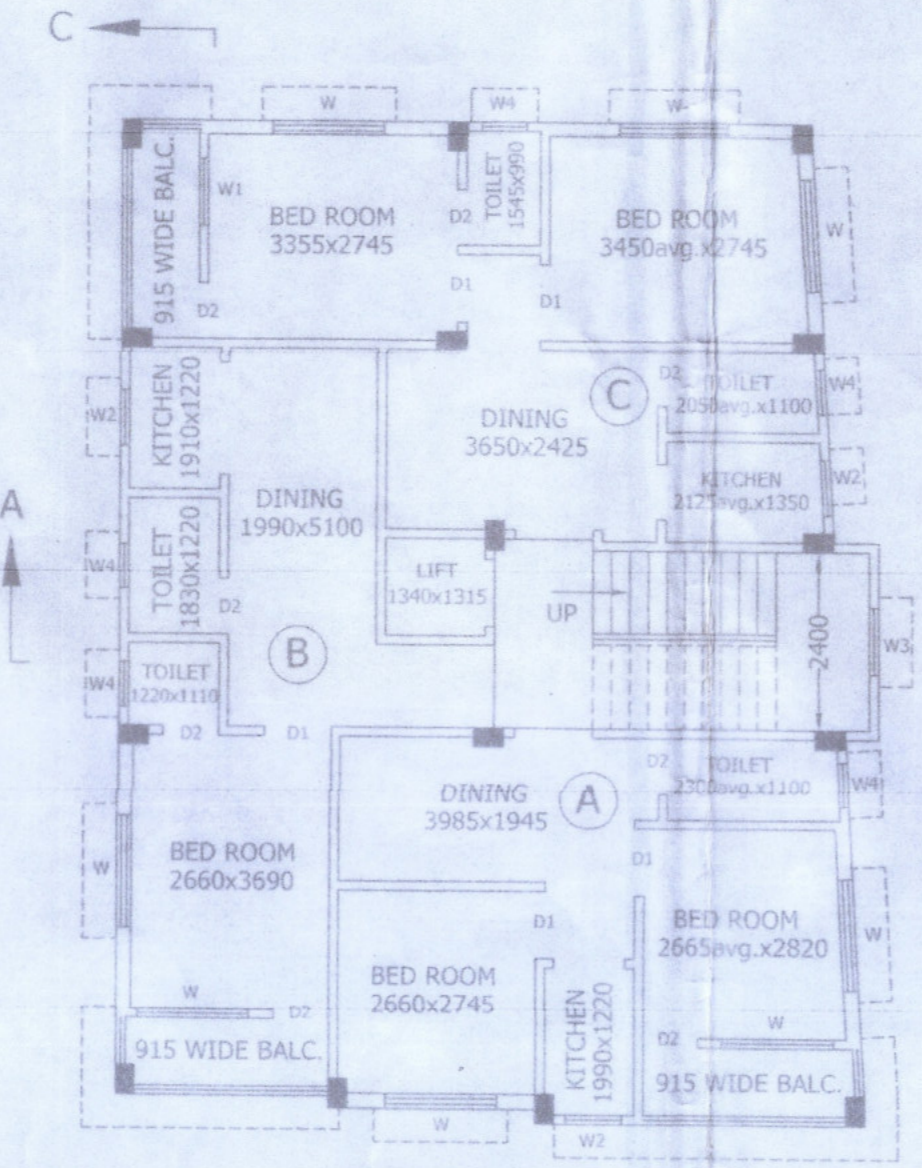 C
W
W4
W
915 WIDE BALC.
W1
BED ROOM
3355x2745
D2
TOILET
1545x990
BED ROOM
3450avg.x2745
W
D2
D1
D1
W2
KITCHEN
1910x1220
DINING
3650x2425
C
D2
TOILET
2050avg.x1100
W4
KITCHEN
2125avg.x1350
W2
A
DINING
1990x5100
W4
TOILET
1830x1220
D2
LIFT
1340x1315
UP
2400
W3
B
W4
TOILET
1220x1110
D2
D1
DINING
3985x1945
A
D2
TOILET
2300avg.x1100
W4
W
BED ROOM
2660x3690
D1
D1
BED ROOM
2665avg.x2820
W
BED ROOM
2660x2745
W
D2
KITCHEN
1990x1220
D2
W
915 WIDE BALC.
915 WIDE BALC.
W
W2